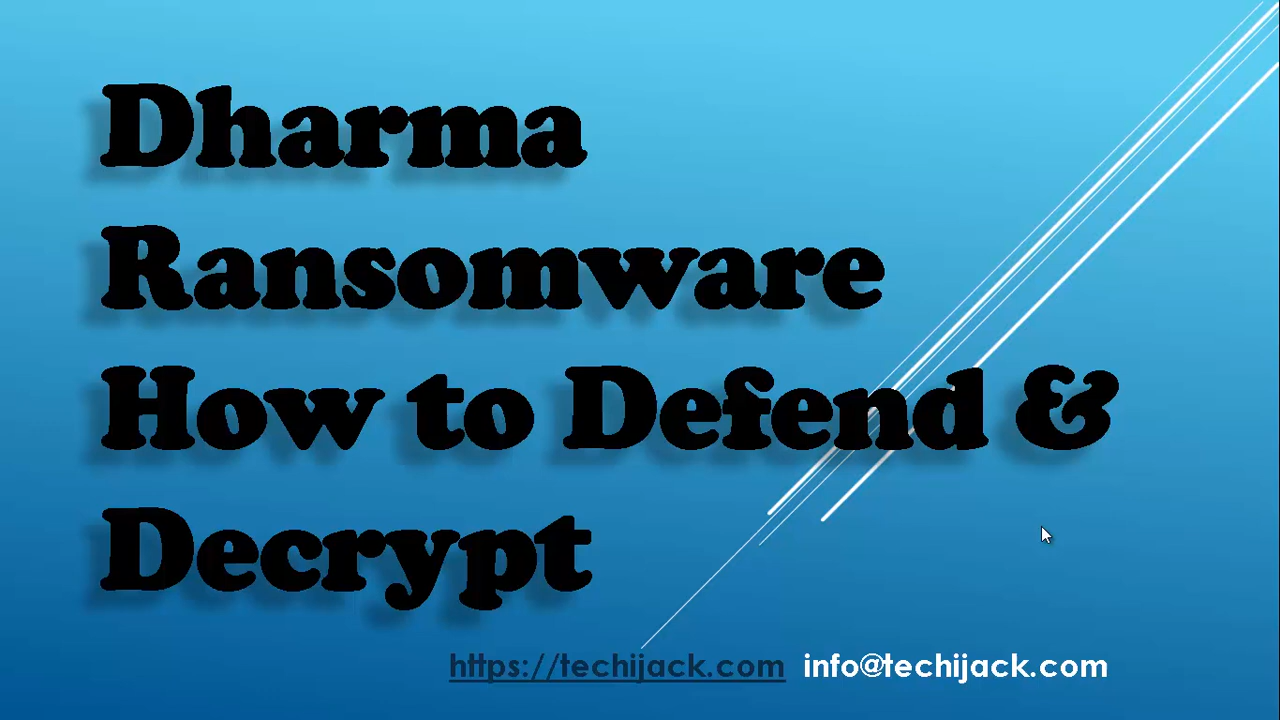 Dharma
Ransomware
How to Defend &
Decrypt
https://techijack.com info@techijack.com